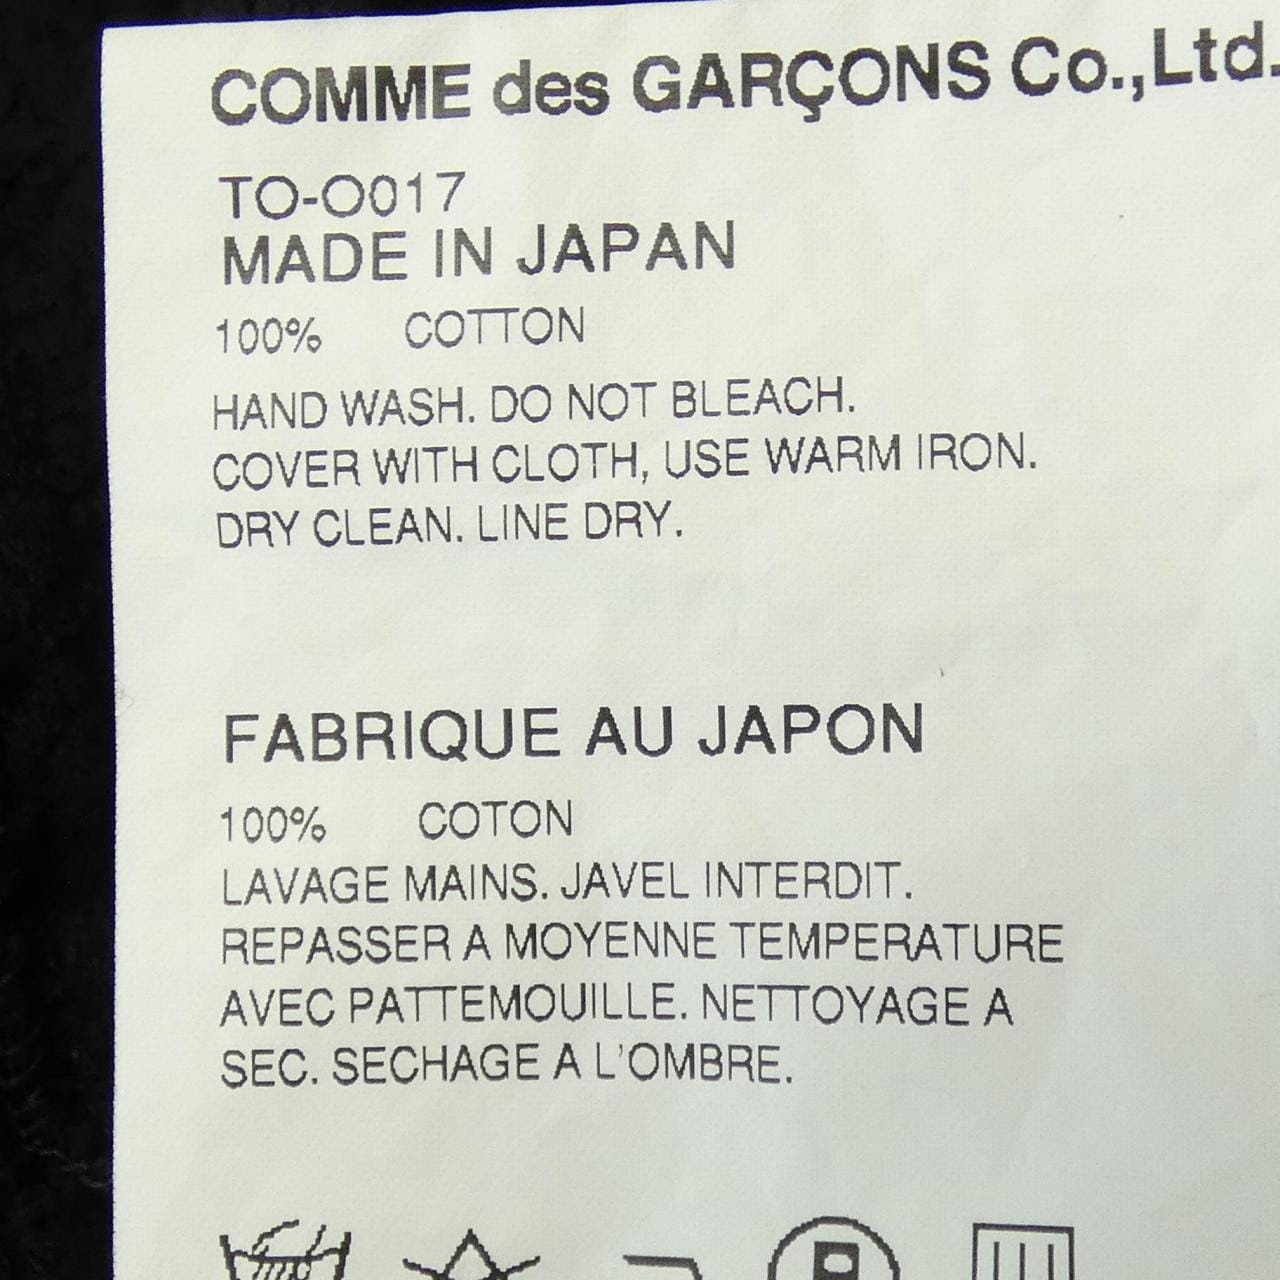 COMME des GARÇONS Co.,Ltd.
TO-O017
MADE IN JAPAN
100% COTTON
HAND WASH. DO NOT BLEACH.
COVER WITH CLOTH, USE WARM IRON.
DRY CLEAN. LINE DRY.
FABRIQUE AU JAPON
100% COTON
LAVAGE MAINS. JAVEL INTERDIT.
REPASSER A MOYENNE TEMPERATURE
AVEC PATTEMOUILLE. NETTOYAGE A
SEC. SECHAGE A L'OMBRE.
P